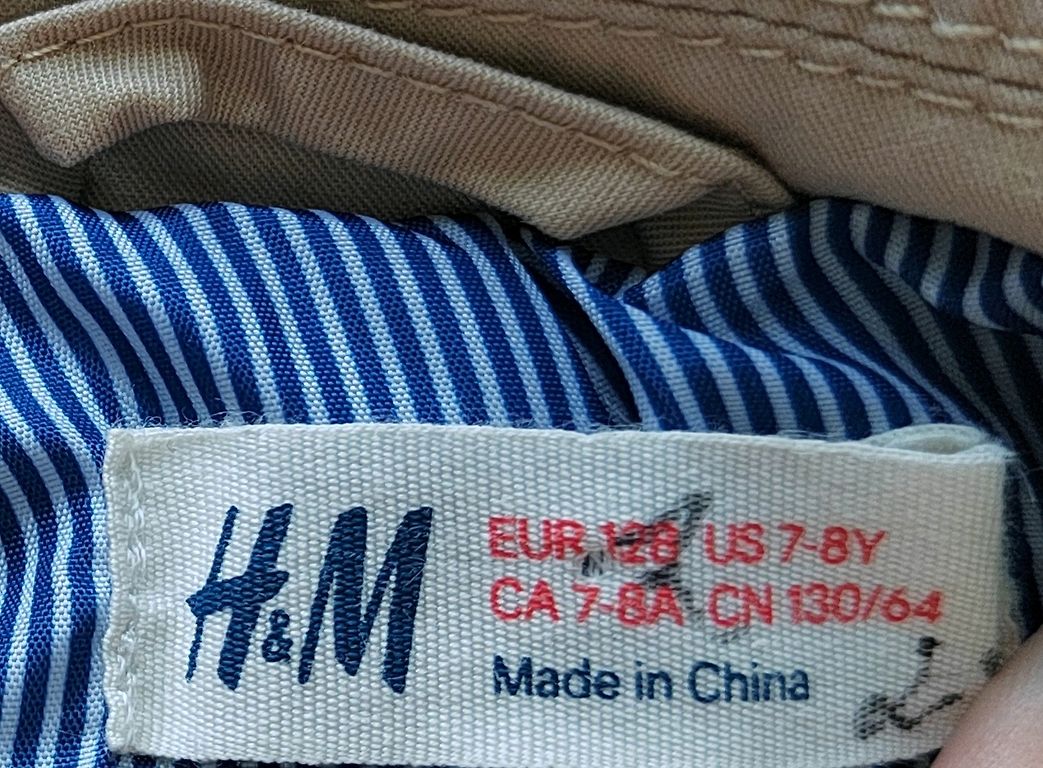 H&M
EUR 128 US 7-8Y
CA 7-8A CN 130/64
Made in China